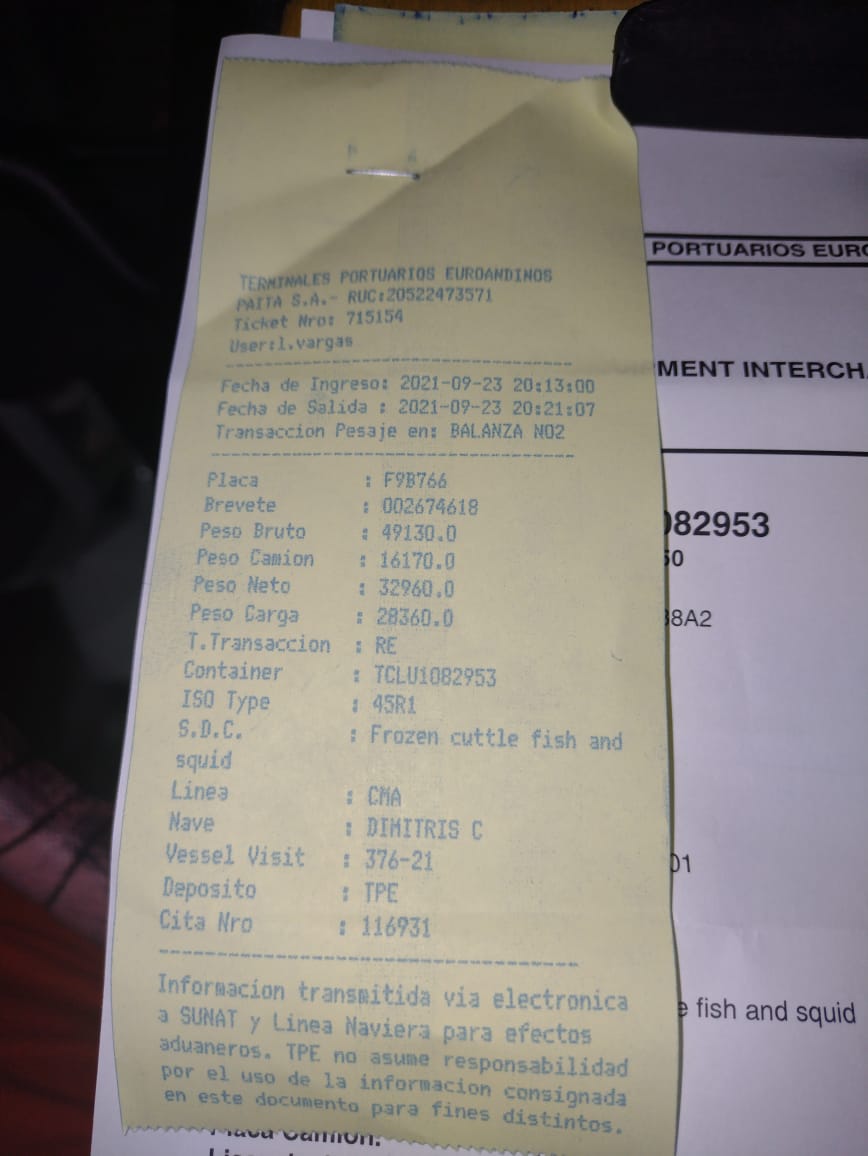 TERMINALES PORTUARIOS EUROANDINOS
PAITA S.A.- RUC:20522473571
Ticket Nro: 715154
User:l.vargas
Fecha de Ingreso: 2021-09-23 20:13:00
Fecha de Salida : 2021-09-23 20:21:07
Transaccion Pesaje en: BALANZA NO2
Placa : F9B766
Brevete : 002674618
Peso Bruto : 49130.0
Peso Camion : 16170.0
Peso Neto : 32960.0
Peso Carga : 28360.0
T.Transaccion : RE
Container : TCLU1082953
ISO Type : 45R1
S.D.C. : Frozen cuttle fish and
squid
Linea : CMA
Nave : DIMITRIS C
Vessel Visit : 376-21
Deposito : TPE
Cita Nro : 116931
Informacion transmitida via electronica
a SUNAT y Linea Naviera para efectos
aduaneros. TPE no asume responsabilidad
por el uso de la informacion consignada
en este documento para fines distintos.
PORTUARIOS EURO
MENT INTERCH
082953
50
8A2
01
e fish and squid
Placa Camion: